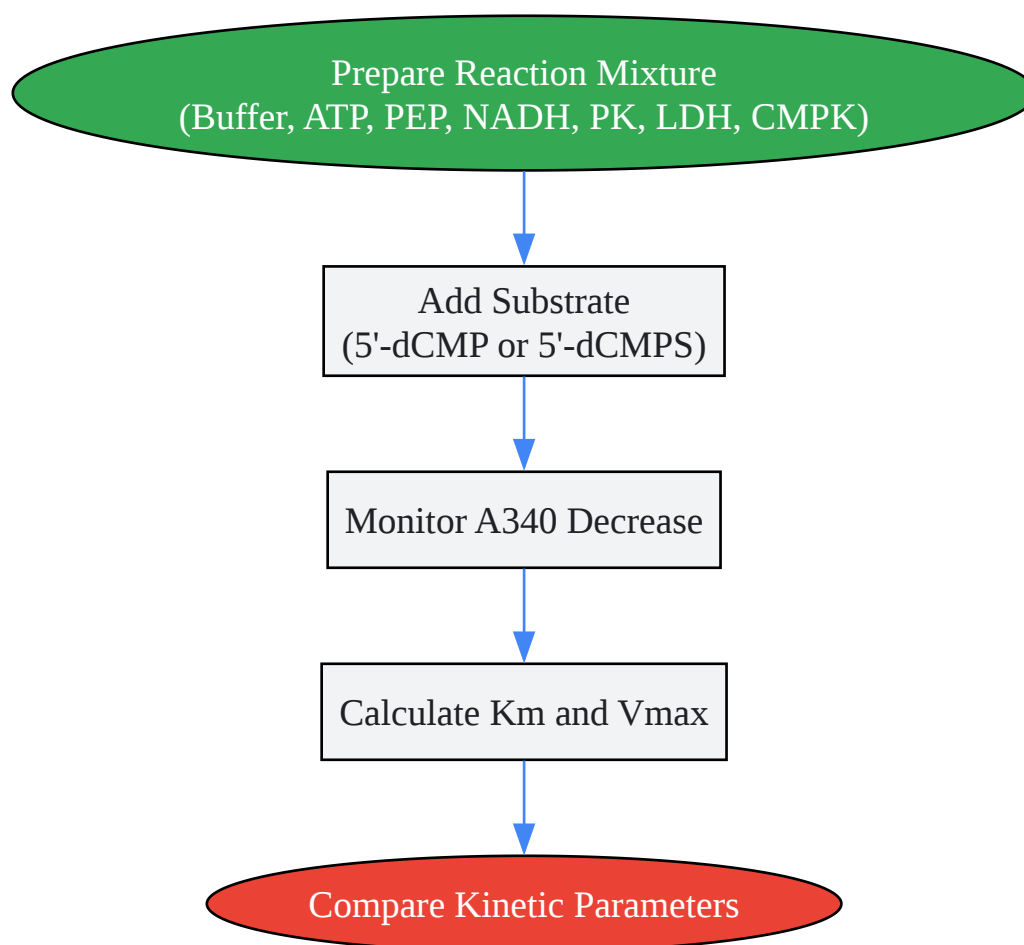 Prepare Reaction Mixture
(Buffer, ATP, PEP, NADH, PK, LDH, CMPK)
Add Substrate
(5'-dCMP or 5'-dCMPS)
Monitor A340 Decrease
Calculate Km and Vmax
Compare Kinetic Parameters